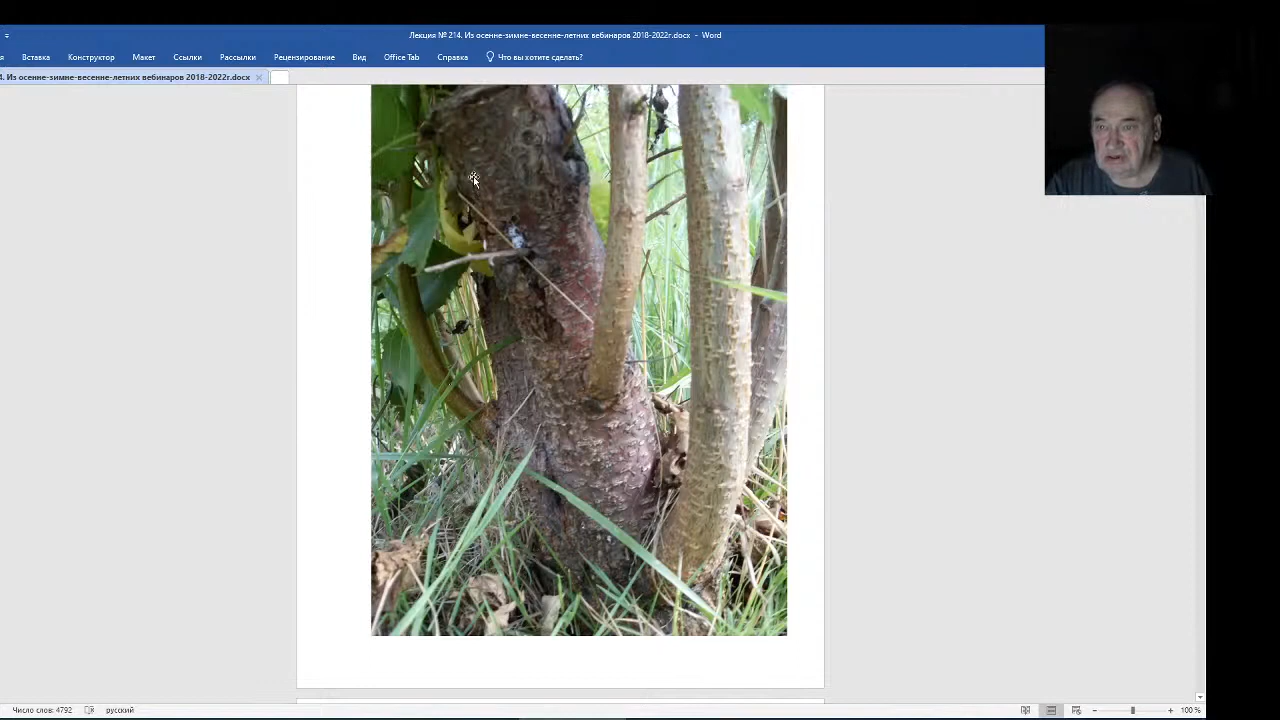 Лекция № 214. Из осенне-зимне-весенне-летних вебинаров 2018-2022г.docx - Word
я Вставка Конструктор Макет Ссылки Рассылки Рецензирование Вид Office Tab Справка Что вы хотите сделать?
4. Из осенне-зимне-весенне-летних вебинаров 2018-2022г.docx
Число слов: 4792 русский 100 %